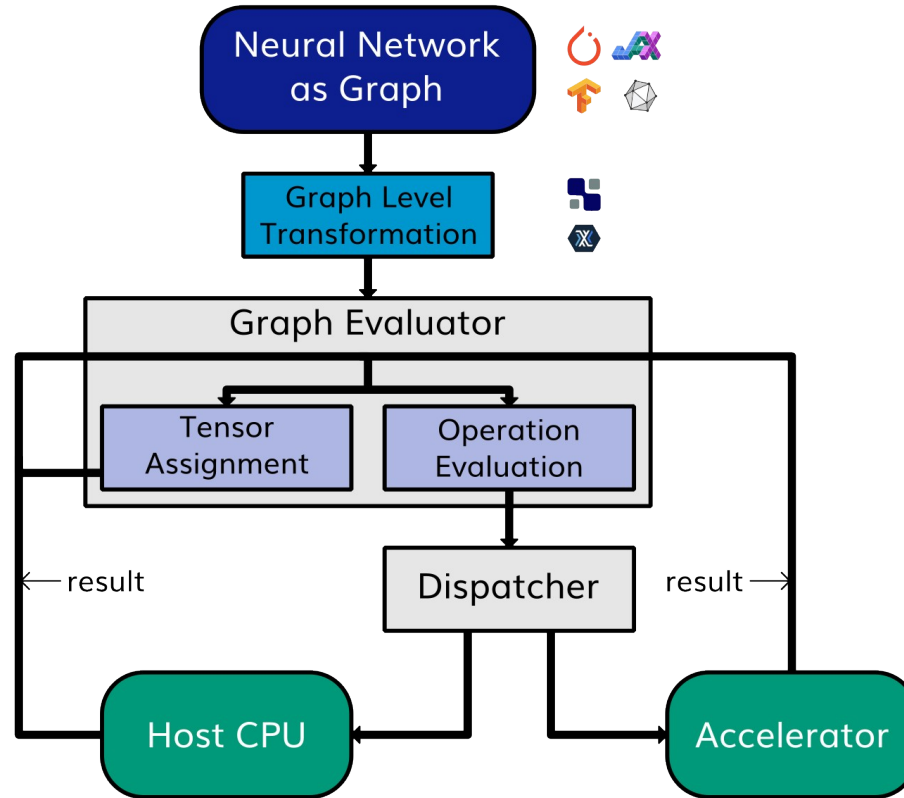 Neural Network
as Graph
Graph Level
Transformation
Graph Evaluator
Tensor
Assignment
Operation
Evaluation
Dispatcher
result
result
Host CPU
Accelerator